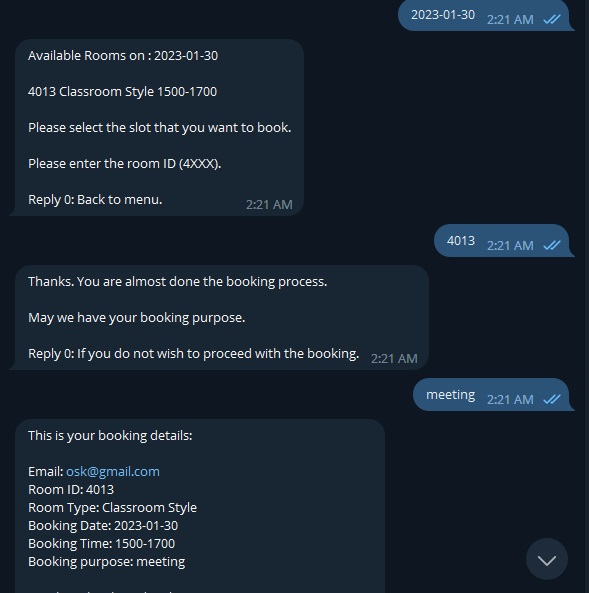 2023-01-30 2:21 AM
Available Rooms on : 2023-01-30
4013 Classroom Style 1500-1700
Please select the slot that you want to book.
Please enter the room ID (4XXX).
Reply 0: Back to menu. 2:21 AM
4013 2:21 AM
Thanks. You are almost done the booking process.
May we have your booking purpose.
Reply 0: If you do not wish to proceed with the booking. 2:21 AM
meeting 2:21 AM
This is your booking details:
Email: osk@gmail.com
Room ID: 4013
Room Type: Classroom Style
Booking Date: 2023-01-30
Booking Time: 1500-1700
Booking purpose: meeting